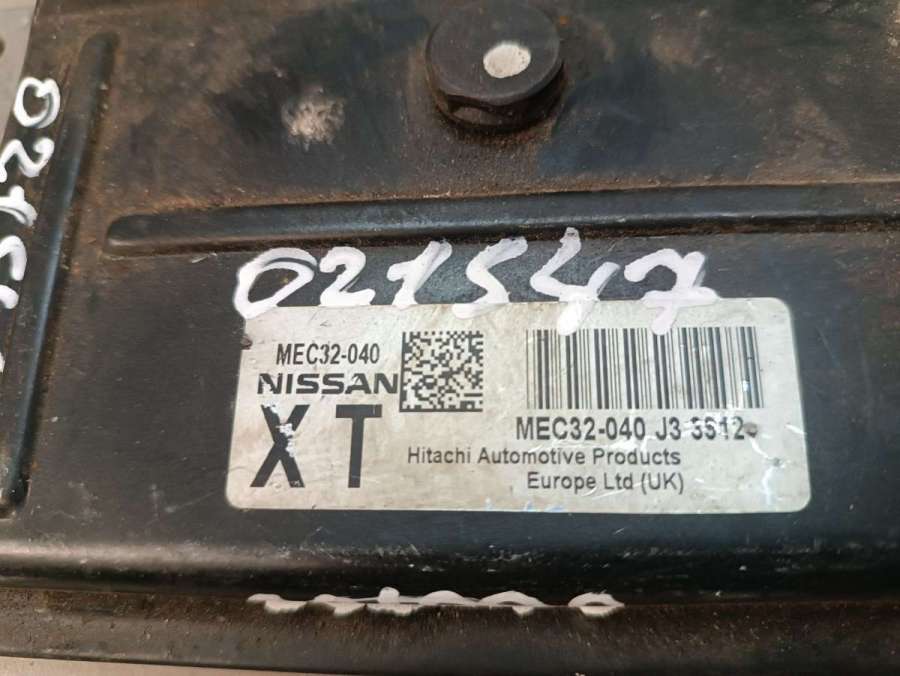 021547
MEC32-040
NISSAN
XT
MEC32-040 J3 3512
Hitachi Automotive Products
Europe Ltd (UK)